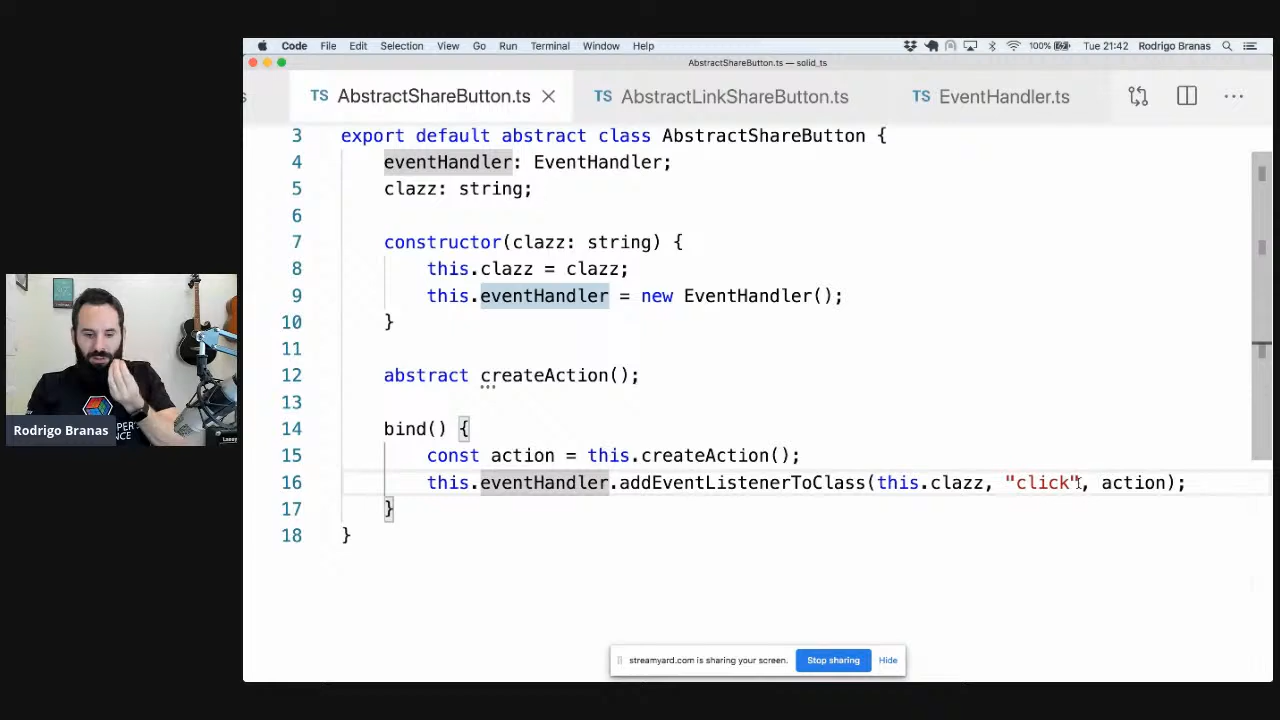 Code File Edit Selection View Go Run Terminal Window Help 100% Tue 21:42 Rodrigo Branas
AbstractShareButton.ts — solid_ts
s TS AbstractShareButton.ts TS AbstractLinkShareButton.ts TS EventHandler.ts
3 export default abstract class AbstractShareButton {
4 eventHandler: EventHandler;
5 clazz: string;
6
7 constructor(clazz: string) {
8 this.clazz = clazz;
9 this.eventHandler = new EventHandler();
10 }
11
12 abstract createAction();
13
14 bind() {
15 const action = this.createAction();
16 this.eventHandler.addEventListenerToClass(this.clazz, "click", action);
17 }
18 }
Rodrigo Branas
streamyard.com is sharing your screen. Stop sharing Hide